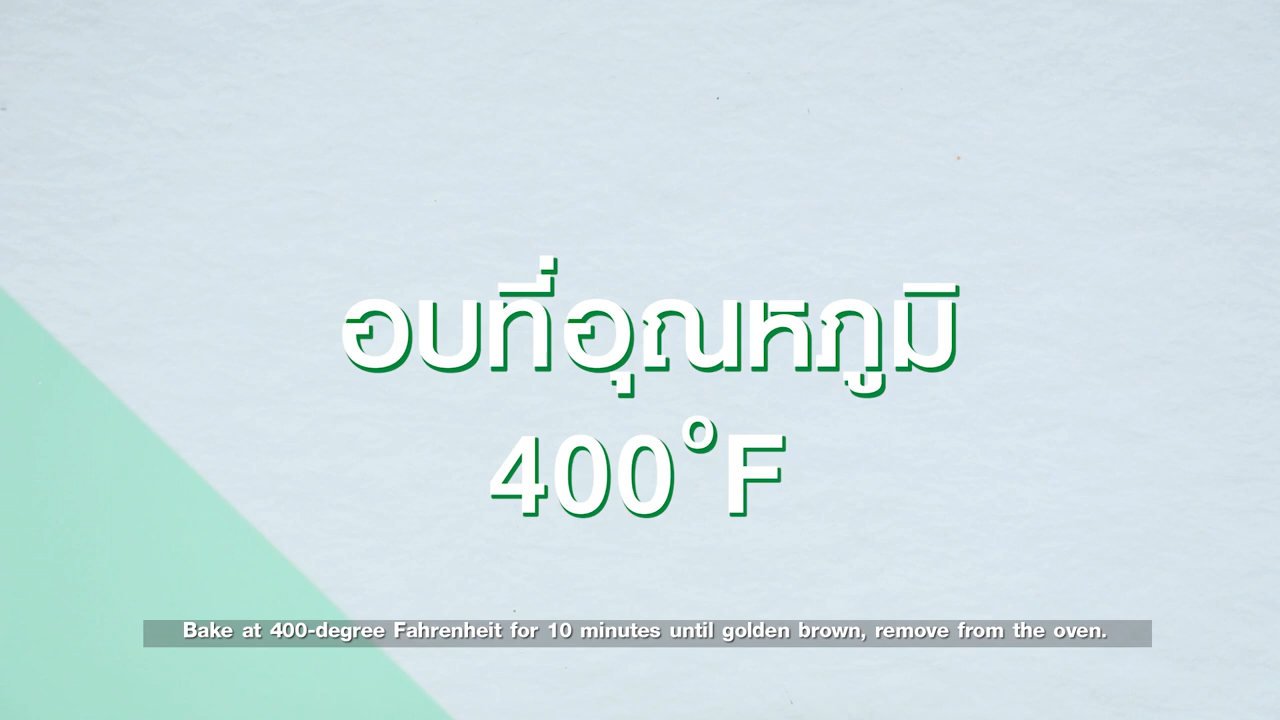 อบที่อุณหภูมิ
400°F
Bake at 400-degree Fahrenheit for 10 minutes until golden brown, remove from the oven.